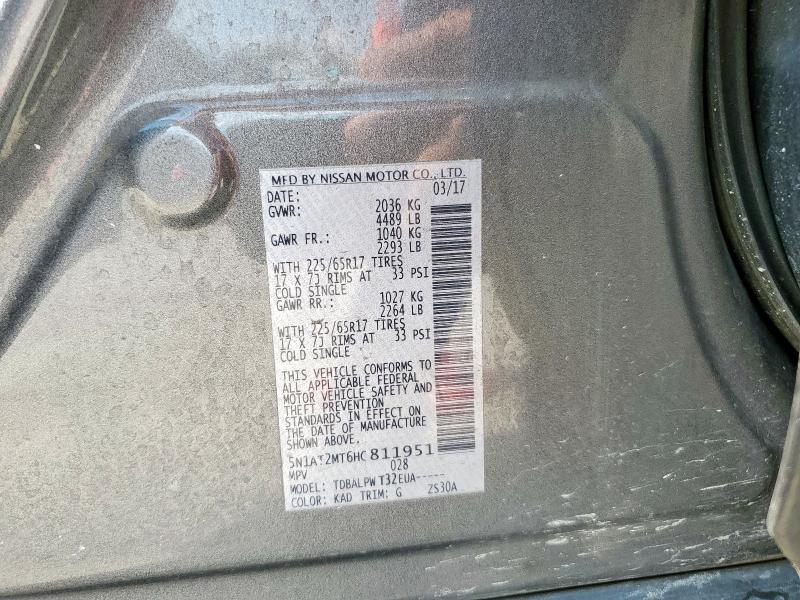 MFD BY NISSAN MOTOR CO., LTD.
DATE: 03/17
GVWR: 2036 KG
4489 LB
GAWR FR.: 1040 KG
2293 LB
WITH 225/65R17 TIRES
17 X 7J RIMS AT 33 PSI
COLD SINGLE
GAWR RR.: 1027 KG
2264 LB
WITH 225/65R17 TIRES
17 X 7J RIMS AT 33 PSI
COLD SINGLE
THIS VEHICLE CONFORMS TO
ALL APPLICABLE FEDERAL
MOTOR VEHICLE SAFETY AND
THEFT PREVENTION
STANDARDS IN EFFECT ON
THE DATE OF MANUFACTURE
SHOWN ABOVE.
5N1AT2MT6HC811951
MPV 028
TDBALPW T32EUA-----
COLOR: KAD TRIM: G ZS30A